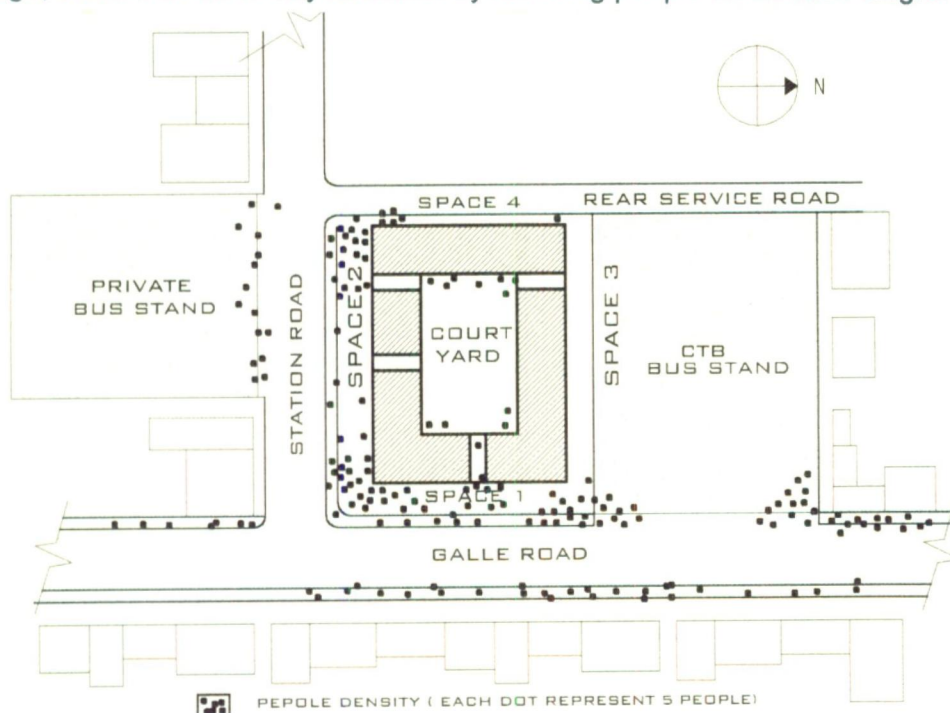 N
SPACE 4
REAR SERVICE ROAD
PRIVATE
BUS STAND
STATION ROAD
SPACE 2
COURT
YARD
SPACE 3
CTB
BUS STAND
SPACE 1
GALLE ROAD
PEPOLE DENSITY ( EACH DOT REPRESENT 5 PEOPLE)